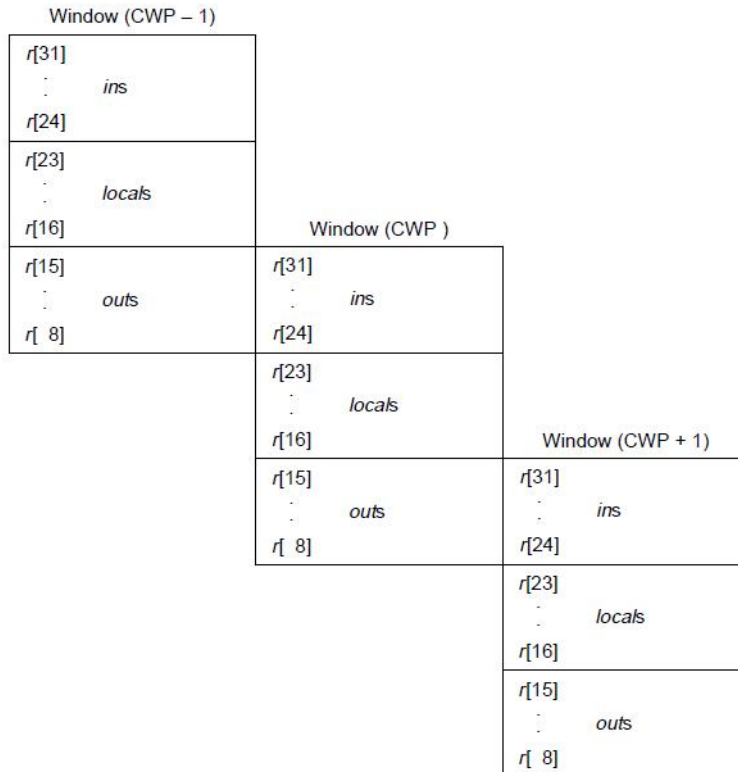 Window (CWP – 1)
r[31]
: ins
r[24]
r[23]
: locals
r[16]
Window (CWP )
r[15]
: outs
r[ 8]
r[31]
: ins
r[24]
r[23]
: locals
r[16]
Window (CWP + 1)
r[15]
: outs
r[ 8]
r[31]
: ins
r[24]
r[23]
: locals
r[16]
r[15]
: outs
r[ 8]